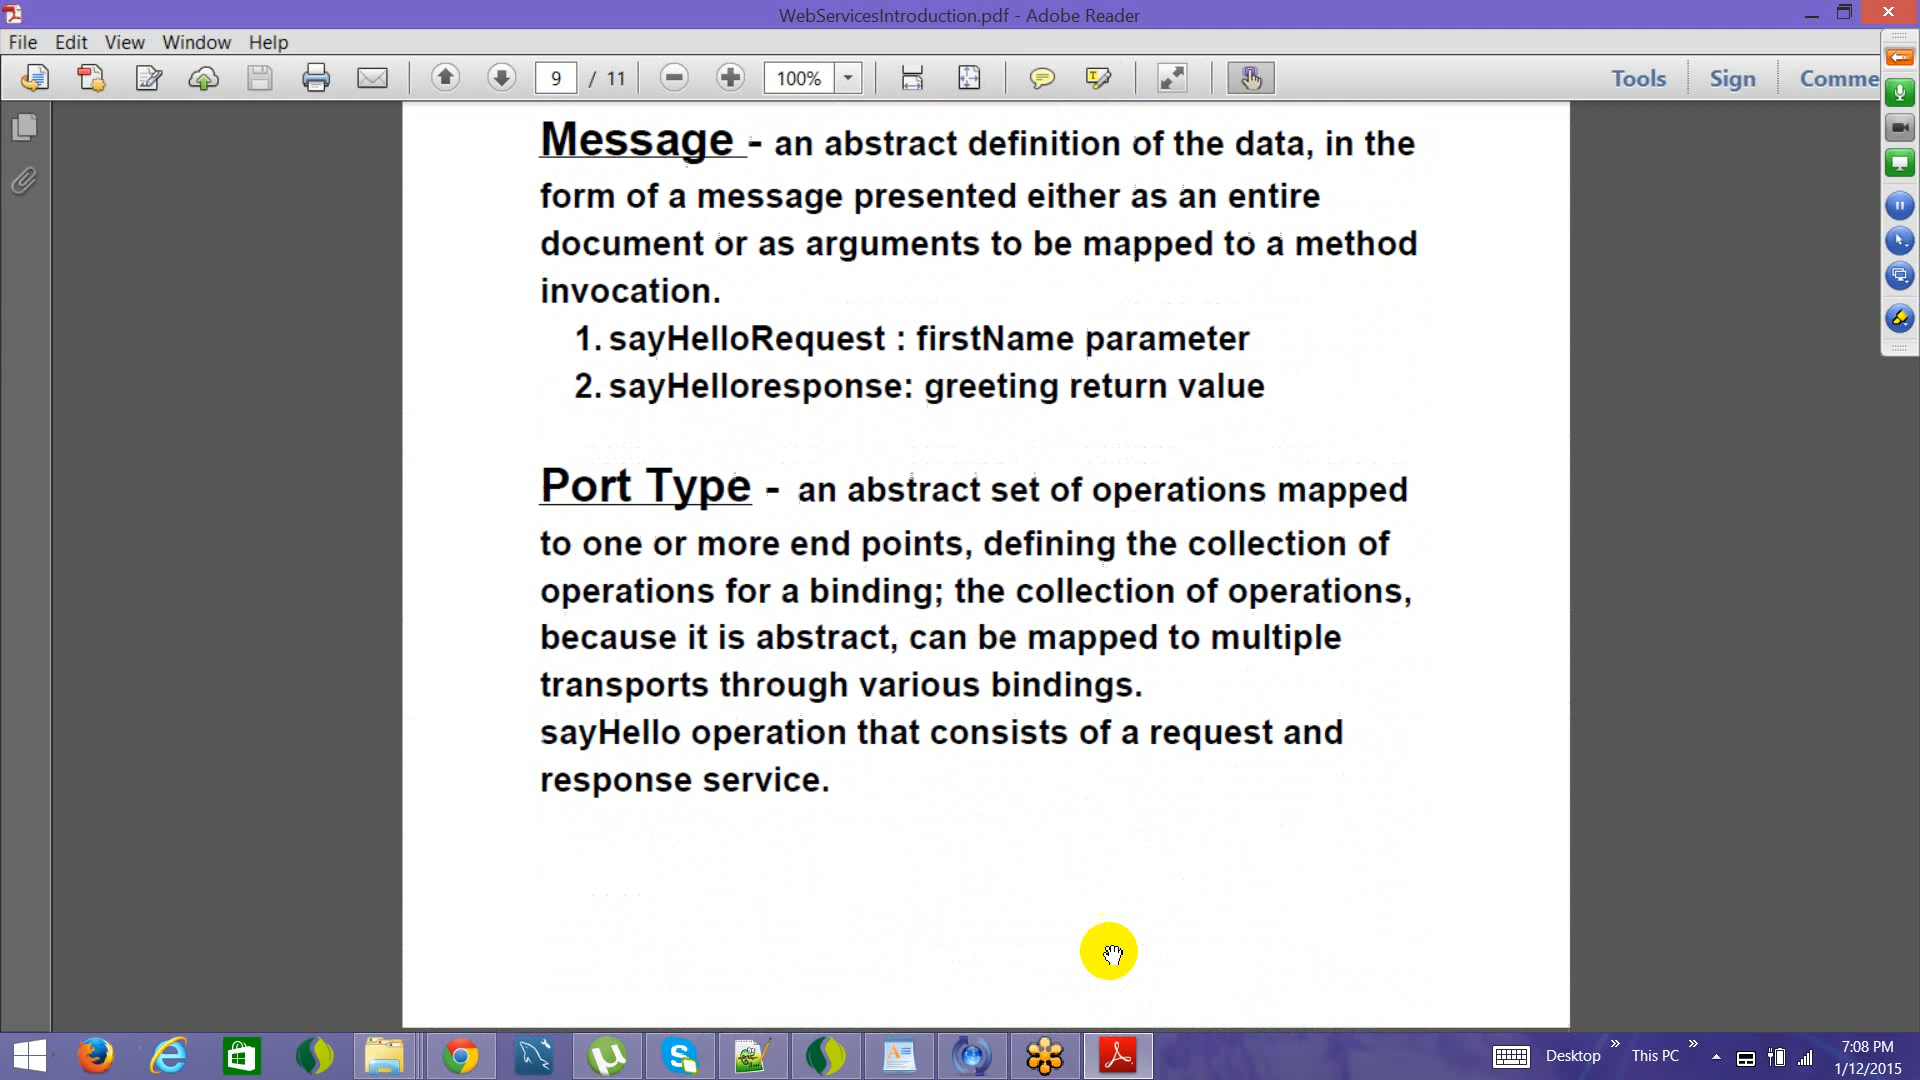 WebServicesIntroduction.pdf - Adobe Reader
File Edit View Window Help
9 / 11 100% Tools Sign Comme
Message - an abstract definition of the data, in the
form of a message presented either as an entire
document or as arguments to be mapped to a method
invocation.
1. sayHelloRequest : firstName parameter
2. sayHelloresponse: greeting return value
Port Type - an abstract set of operations mapped
to one or more end points, defining the collection of
operations for a binding; the collection of operations,
because it is abstract, can be mapped to multiple
transports through various bindings.
sayHello operation that consists of a request and
response service.
Desktop » This PC » 7:08 PM
1/12/2015